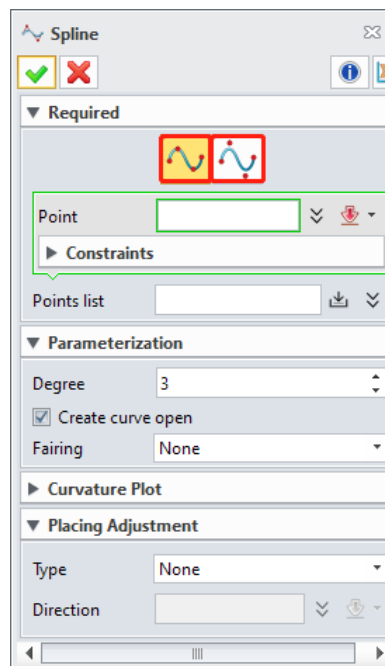 Spline
Required
Point
Constraints
Points list
Parameterization
Degree 3
Create curve open
Fairing None
Curvature Plot
Placing Adjustment
Type None
Direction